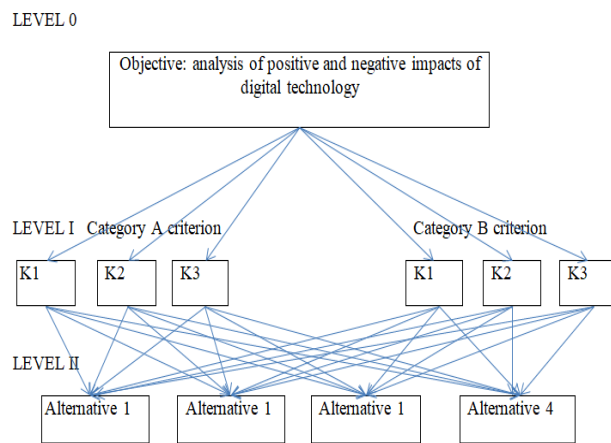 LEVEL 0
Objective: analysis of positive and negative impacts of
digital technology
LEVEL I Category A criterion Category B criterion
K1 K2 K3 K1 K2 K3
LEVEL II
Alternative 1 Alternative 1 Alternative 1 Alternative 4